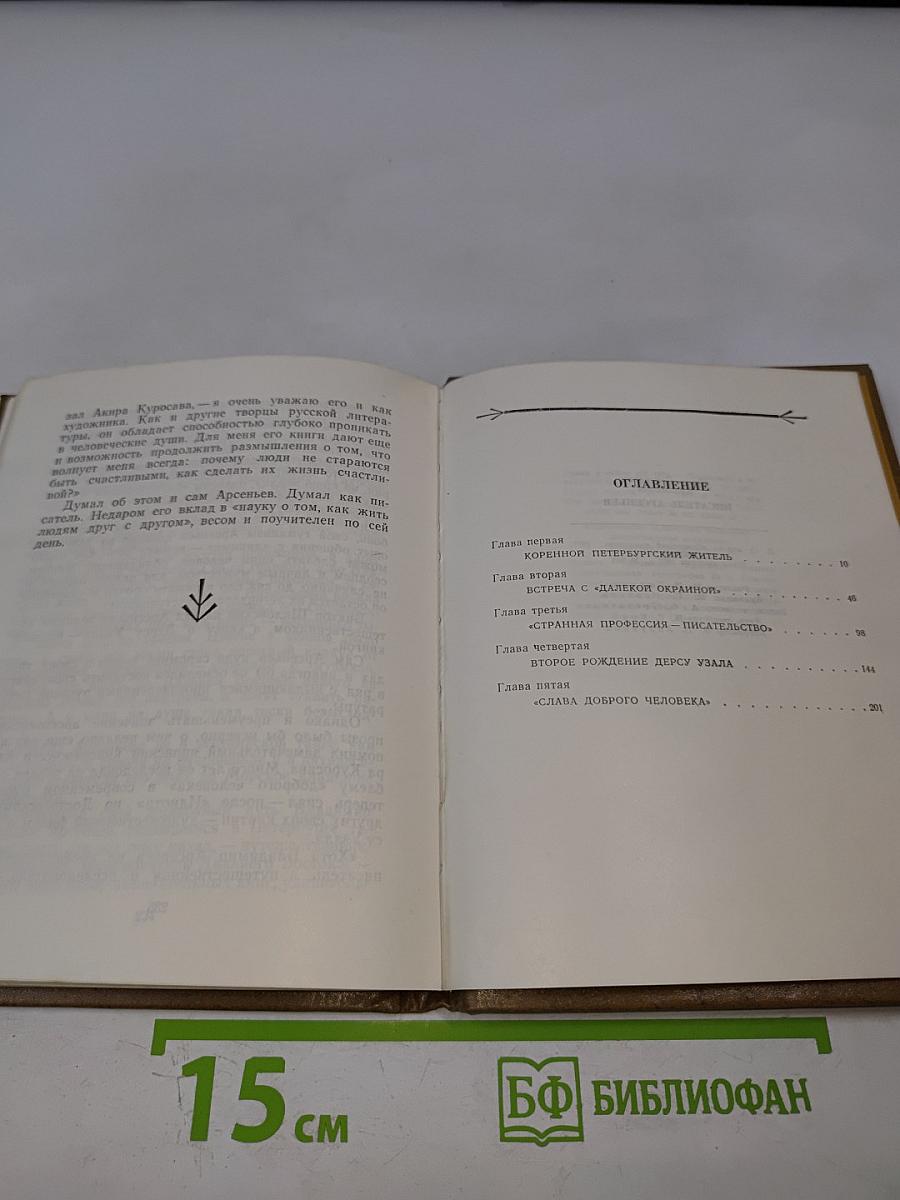 зал Акира Куросава, — я очень уважаю его и как
художника. Как и другие творцы русской литера-
туры, он обладает способностью глубоко проникать
в человеческие души. Для меня его книги дают еще
и возможность продолжить размышления о том, что
волнует меня всегда: почему люди не стараются
быть счастливыми, как сделать их жизнь счастли-
вой?»
Думал об этом и сам Арсеньев. Думал как пи-
сатель. Недаром его вклад в «науку о том, как жить
людям друг с другом», весом и поучителен по сей
день.
ОГЛАВЛЕНИЕ
Глава первая
КОРЕННОЙ ПЕТЕРБУРГСКИЙ ЖИТЕЛЬ . . . . . . . . 10
Глава вторая
ВСТРЕЧА С «ДАЛЕКОЙ ОКРАИНОЙ» . . . . . . . . . . 46
Глава третья
«СТРАННАЯ ПРОФЕССИЯ — ПИСАТЕЛЬСТВО» . . . . . . 98
Глава четвертая
ВТОРОЕ РОЖДЕНИЕ ДЕРСУ УЗАЛА . . . . . . . . . . 144
Глава пятая
«СЛАВА ДОБРОГО ЧЕЛОВЕКА» . . . . . . . . . . . . 201
15 см
БФ БИБЛИОФАН